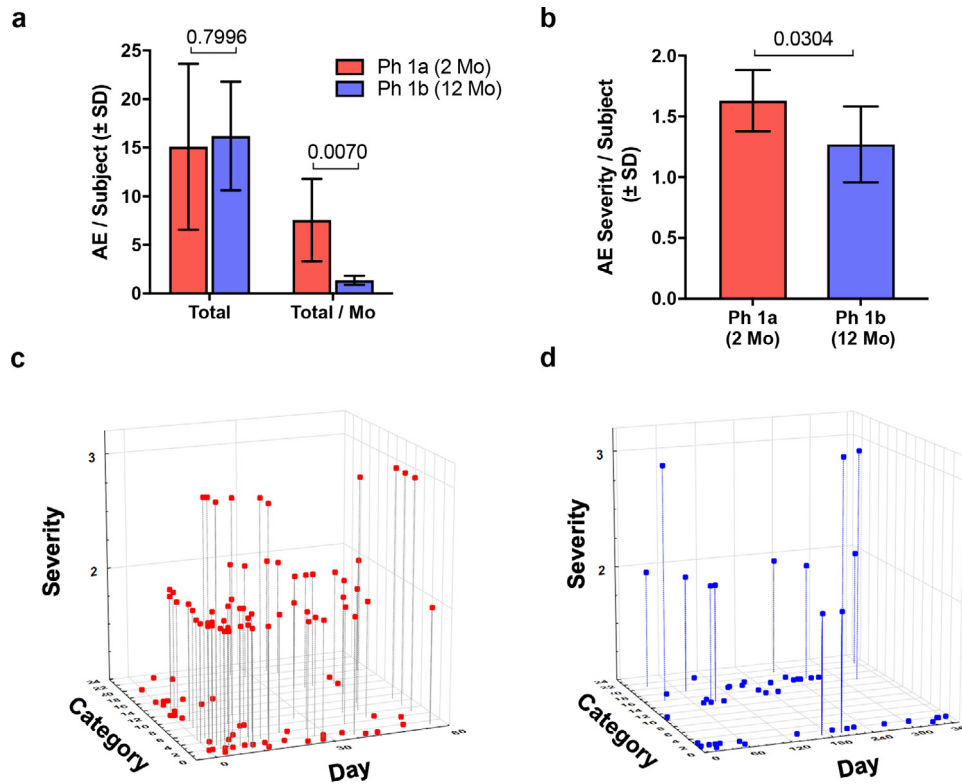 a
0.7996
Ph 1a (2 Mo)
Ph 1b (12 Mo)
0.0070
AE / Subject (± SD)
25
20
15
10
5
0
Total
Total / Mo
b
0.0304
AE Severity / Subject
(± SD)
2.0
1.5
1.0
0.5
0.0
Ph 1a
(2 Mo)
Ph 1b
(12 Mo)
c
3
2
Severity
Category
0
30
60
Day
d
3
2
Severity
Category
0
60
120
180
240
300
Day